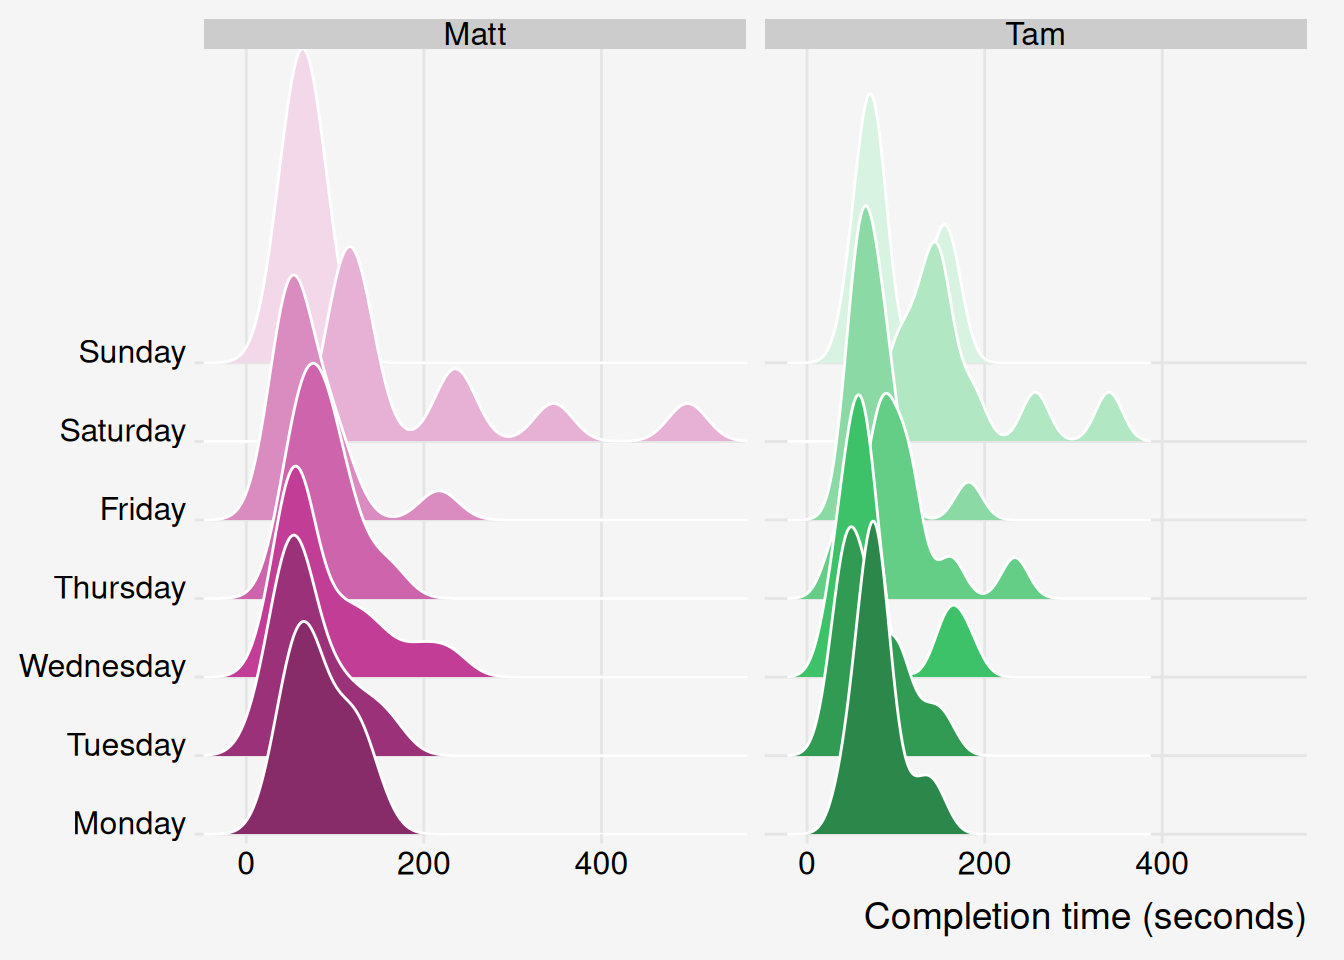 Matt Tam
Sunday
Saturday
Friday
Thursday
Wednesday
Tuesday
Monday
0 200 400 0 200 400
Completion time (seconds)